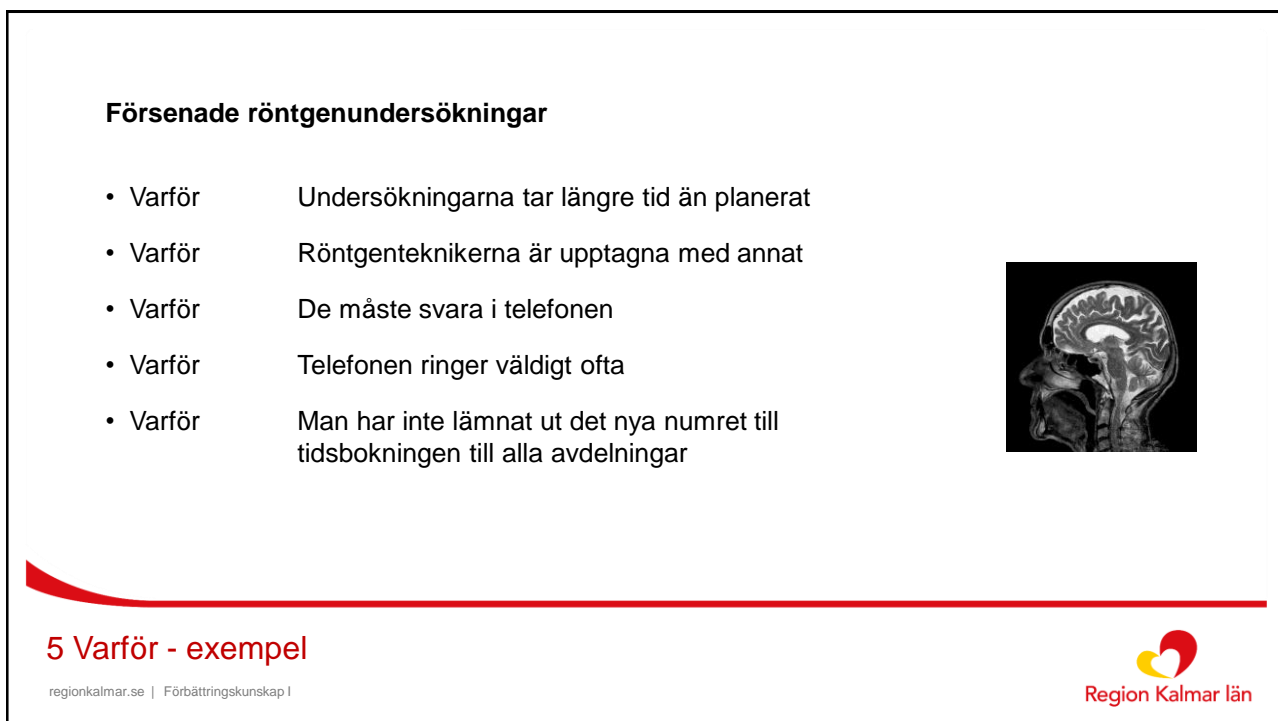 Försenade röntgenundersökningar
• Varför Undersökningarna tar längre tid än planerat
• Varför Röntgenteknikerna är upptagna med annat
• Varför De måste svara i telefonen
• Varför Telefonen ringer väldigt ofta
• Varför Man har inte lämnat ut det nya numret till
tidsbokningen till alla avdelningar
5 Varför - exempel
regionkalmar.se | Förbättringskunskap I
Region Kalmar län